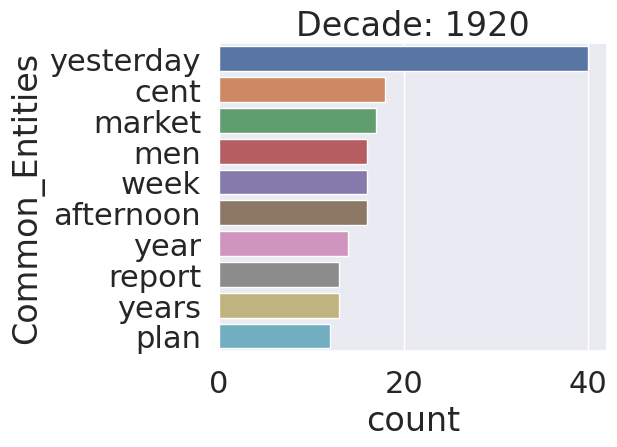 Decade: 1920
Common_Entities
yesterday
cent
market
men
week
afternoon
year
report
years
plan
0 20 40
count